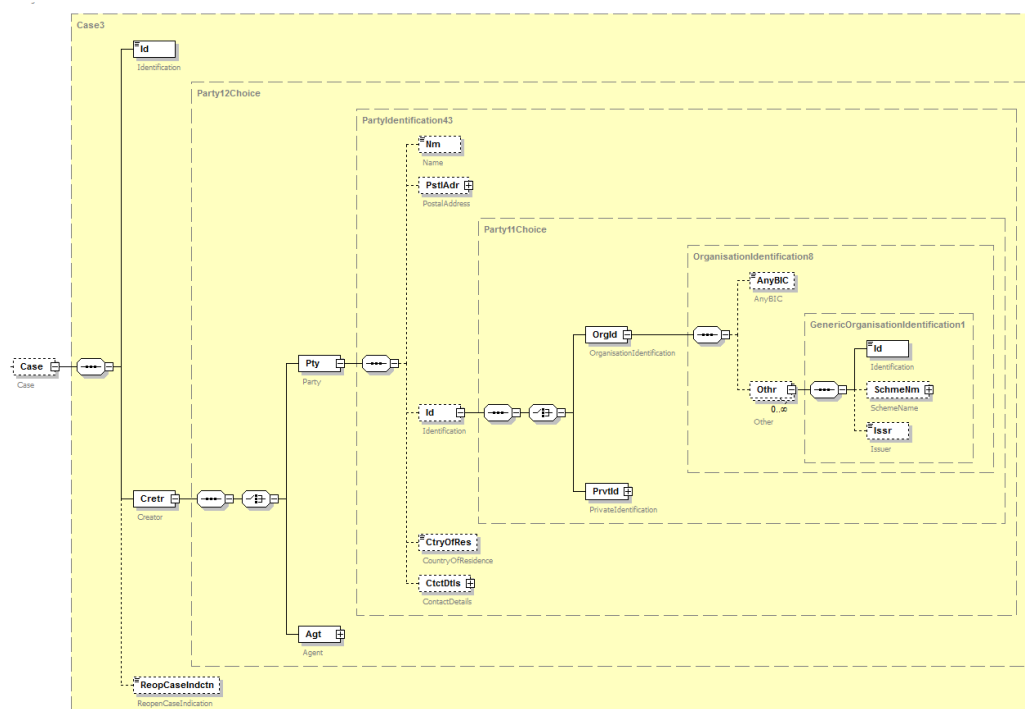 Case3
Id
Identification
Party12Choice
PartyIdentification43
Nm
Name
PstlAdr
PostalAddress
Party11Choice
OrganisationIdentification8
AnyBIC
AnyBIC
GenericOrganisationIdentification1
OrgId
OrganisationIdentification
Id
Identification
Case
Case
Pty
Party
Othr
0..∞
Other
SchmeNm
SchemeName
Id
Identification
Issr
Issuer
Cretr
Creator
PrvtId
PrivateIdentification
CtryOfRes
CountryOfResidence
CtctDtls
ContactDetails
Agt
Agent
ReopCaseIndctn
ReopenCaseIndication